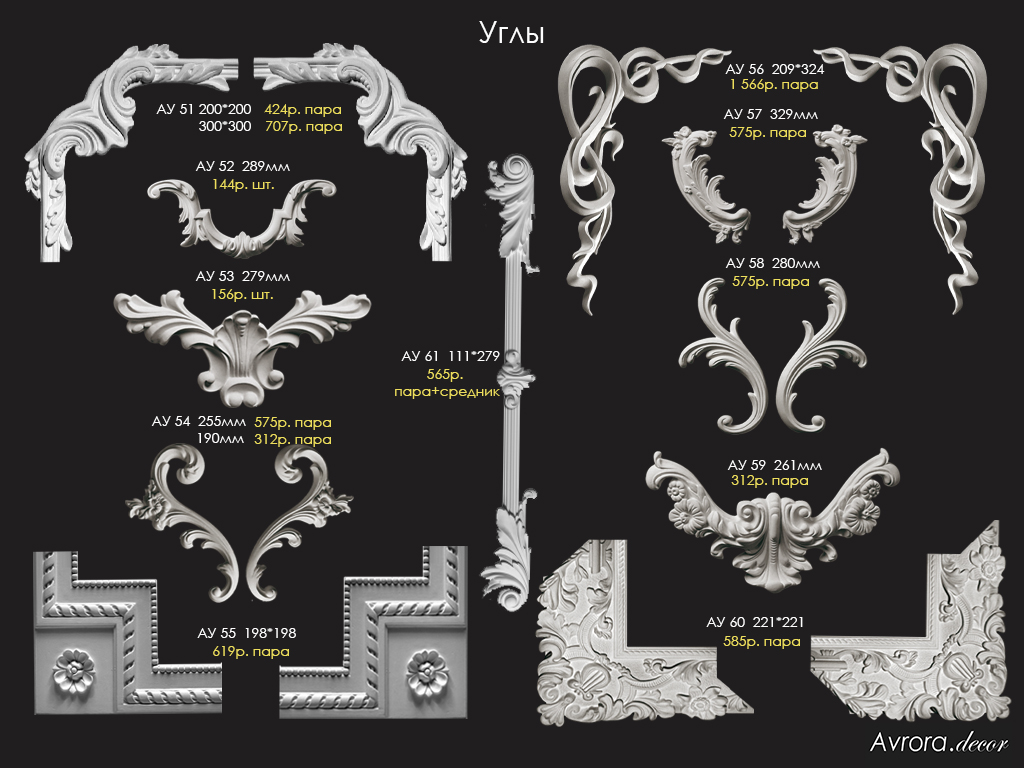 Углы
АУ 51 200*200 424р. пара
300*300 707р. пара
АУ 52 289мм
144р. шт.
АУ 53 279мм
156р. шт.
АУ 54 255мм 575р. пара
190мм 312р. пара
АУ 55 198*198
619р. пара
АУ 61 111*279
565р.
пара+средник
АУ 56 209*324
1 566р. пара
АУ 57 329мм
575р. пара
АУ 58 280мм
575р. пара
АУ 59 261мм
312р. пара
АУ 60 221*221
585р. пара
Avrora.decor